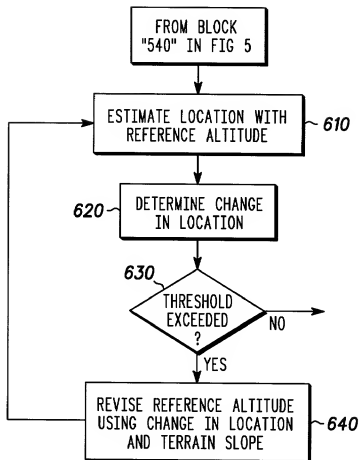 FROM BLOCK
"540" IN FIG 5
ESTIMATE LOCATION WITH
REFERENCE ALTITUDE
610
620
DETERMINE CHANGE
IN LOCATION
630
THRESHOLD
EXCEEDED
?
NO
YES
REVISE REFERENCE ALTITUDE
USING CHANGE IN LOCATION
AND TERRAIN SLOPE
640